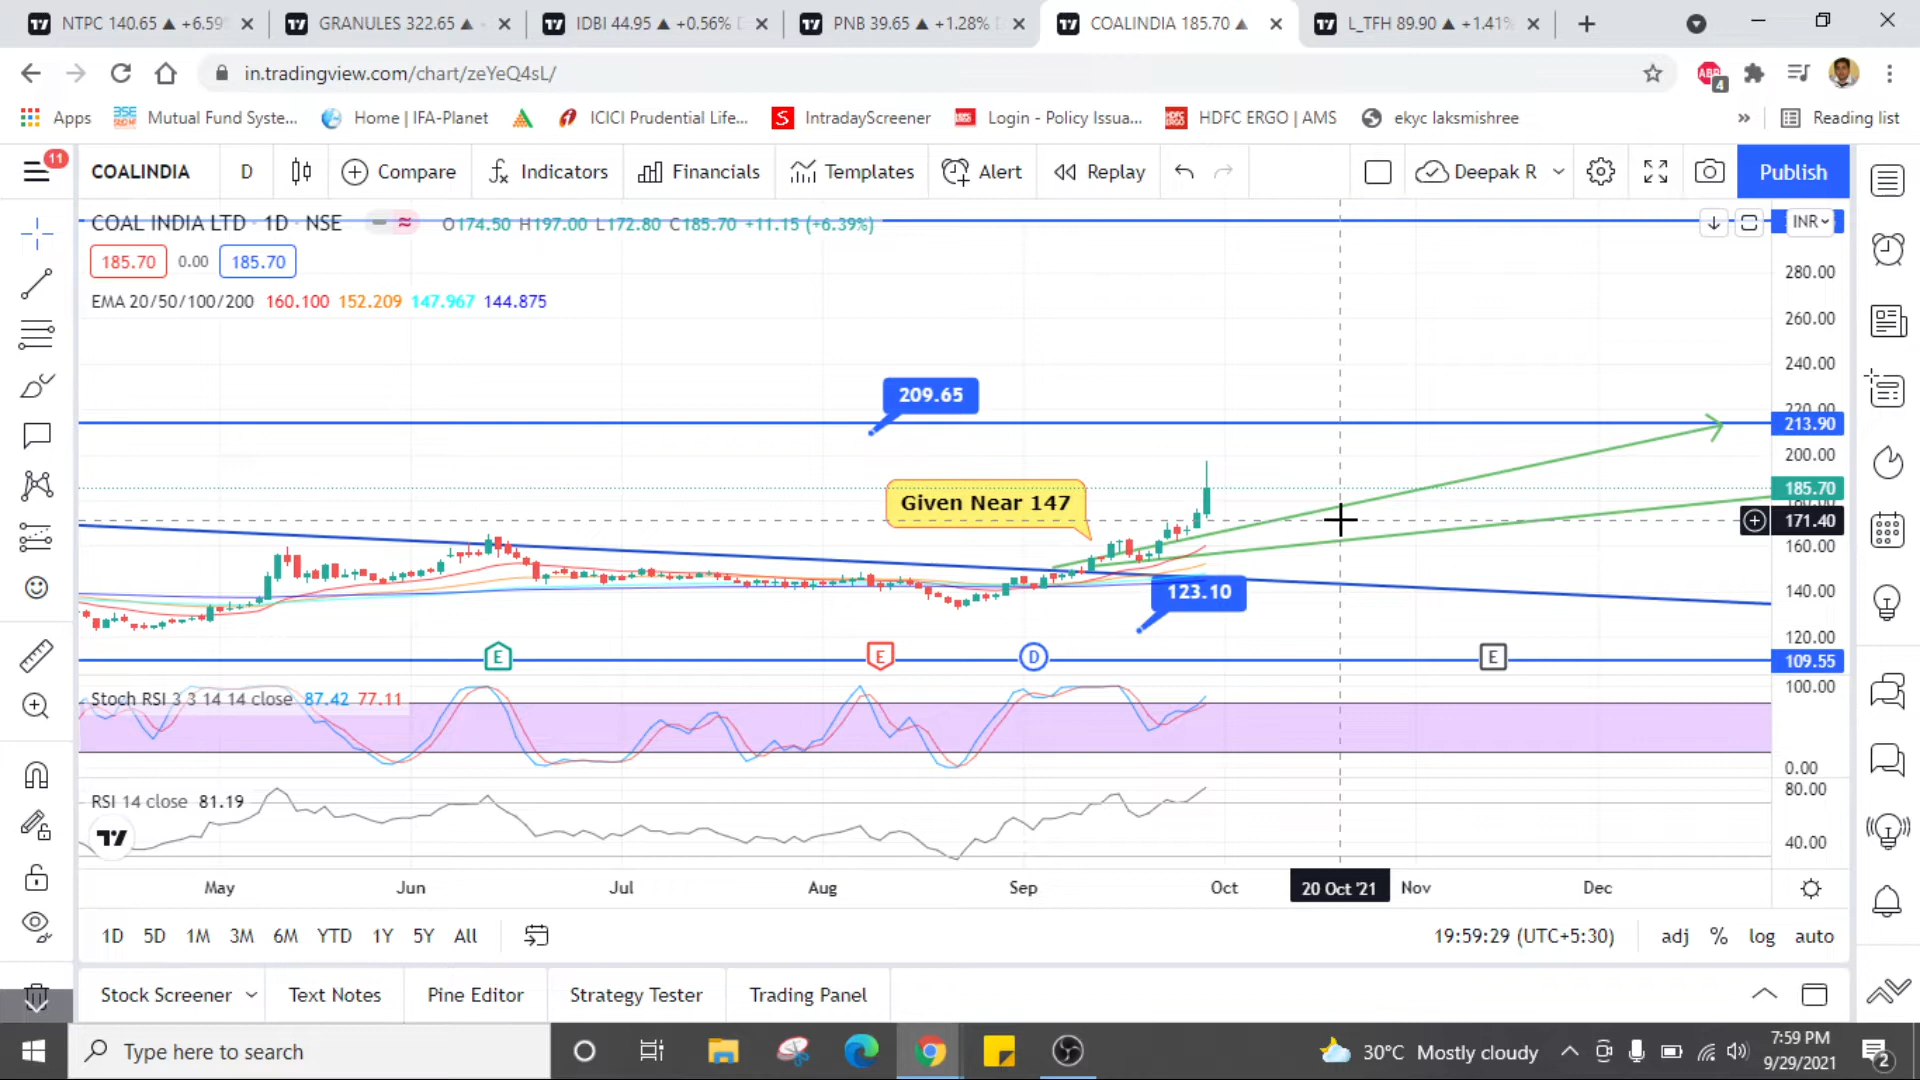 NTPC 140.65 ▲ +6.59
GRANULES 322.65 ▲
IDBI 44.95 ▲ +0.56%
PNB 39.65 ▲ +1.28%
COALINDIA 185.70 ▲
L_TFH 89.90 ▲ +1.41%
in.tradingview.com/chart/zeYeQ4sL/
ABP 4
Apps
Mutual Fund Syste...
Home | IFA-Planet
ICICI Prudential Life...
S IntradayScreener
Login - Policy Issua...
HDFC ERGO | AMS
ekyc laksmishree
» Reading list
11
COALINDIA
D
Compare
Indicators
Financials
Templates
Alert
Replay
Deepak R
Publish
COAL INDIA LTD · 1D · NSE
O174.50 H197.00 L172.80 C185.70 +11.15 (+6.39%)
INR
185.70 0.00 185.70
EMA 20/50/100/200 160.100 152.209 147.967 144.875
280.00
260.00
240.00
220.00
213.90
200.00
185.70
180.00
171.40
160.00
140.00
120.00
109.55
209.65
Given Near 147
123.10
E
E
D
E
Stoch RSI 3 3 14 14 close 87.42 77.11
100.00
0.00
RSI 14 close 81.19
80.00
40.00
May
Jun
Jul
Aug
Sep
Oct
20 Oct '21
Nov
Dec
1D 5D 1M 3M 6M YTD 1Y 5Y All
19:59:29 (UTC+5:30)
adj % log auto
Stock Screener
Text Notes
Pine Editor
Strategy Tester
Trading Panel
Type here to search
30°C Mostly cloudy
7:59 PM
9/29/2021
2